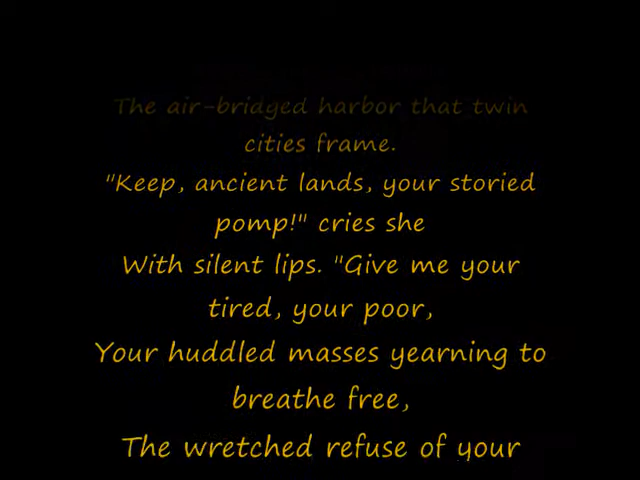 The air-bridged harbor that twin
cities frame.
"Keep, ancient lands, your storied
pomp!" cries she
With silent lips. "Give me your
tired, your poor,
Your huddled masses yearning to
breathe free,
The wretched refuse of your